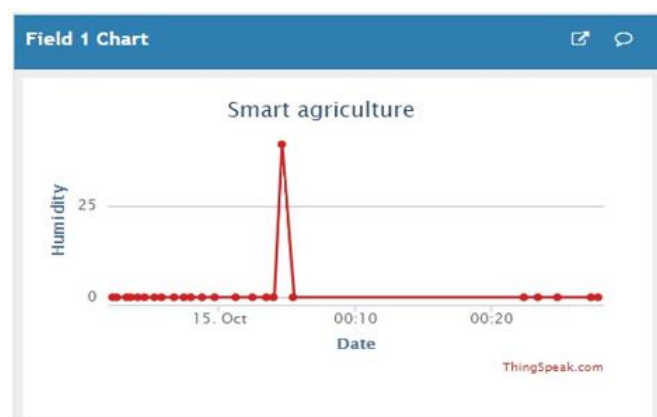 Field 1 Chart
Smart agriculture
Humidity
25
0
15. Oct
00:10
00:20
Date
ThingSpeak.com